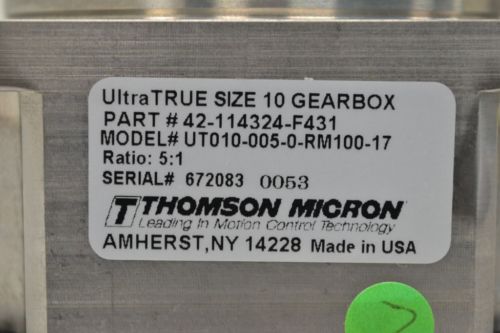 UltraTRUE SIZE 10 GEARBOX
PART # 42-114324-F431
MODEL# UT010-005-0-RM100-17
Ratio: 5:1
SERIAL# 672083 0053
T THOMSON MICRON
Leading In Motion Control Technology
AMHERST,NY 14228 Made in USA